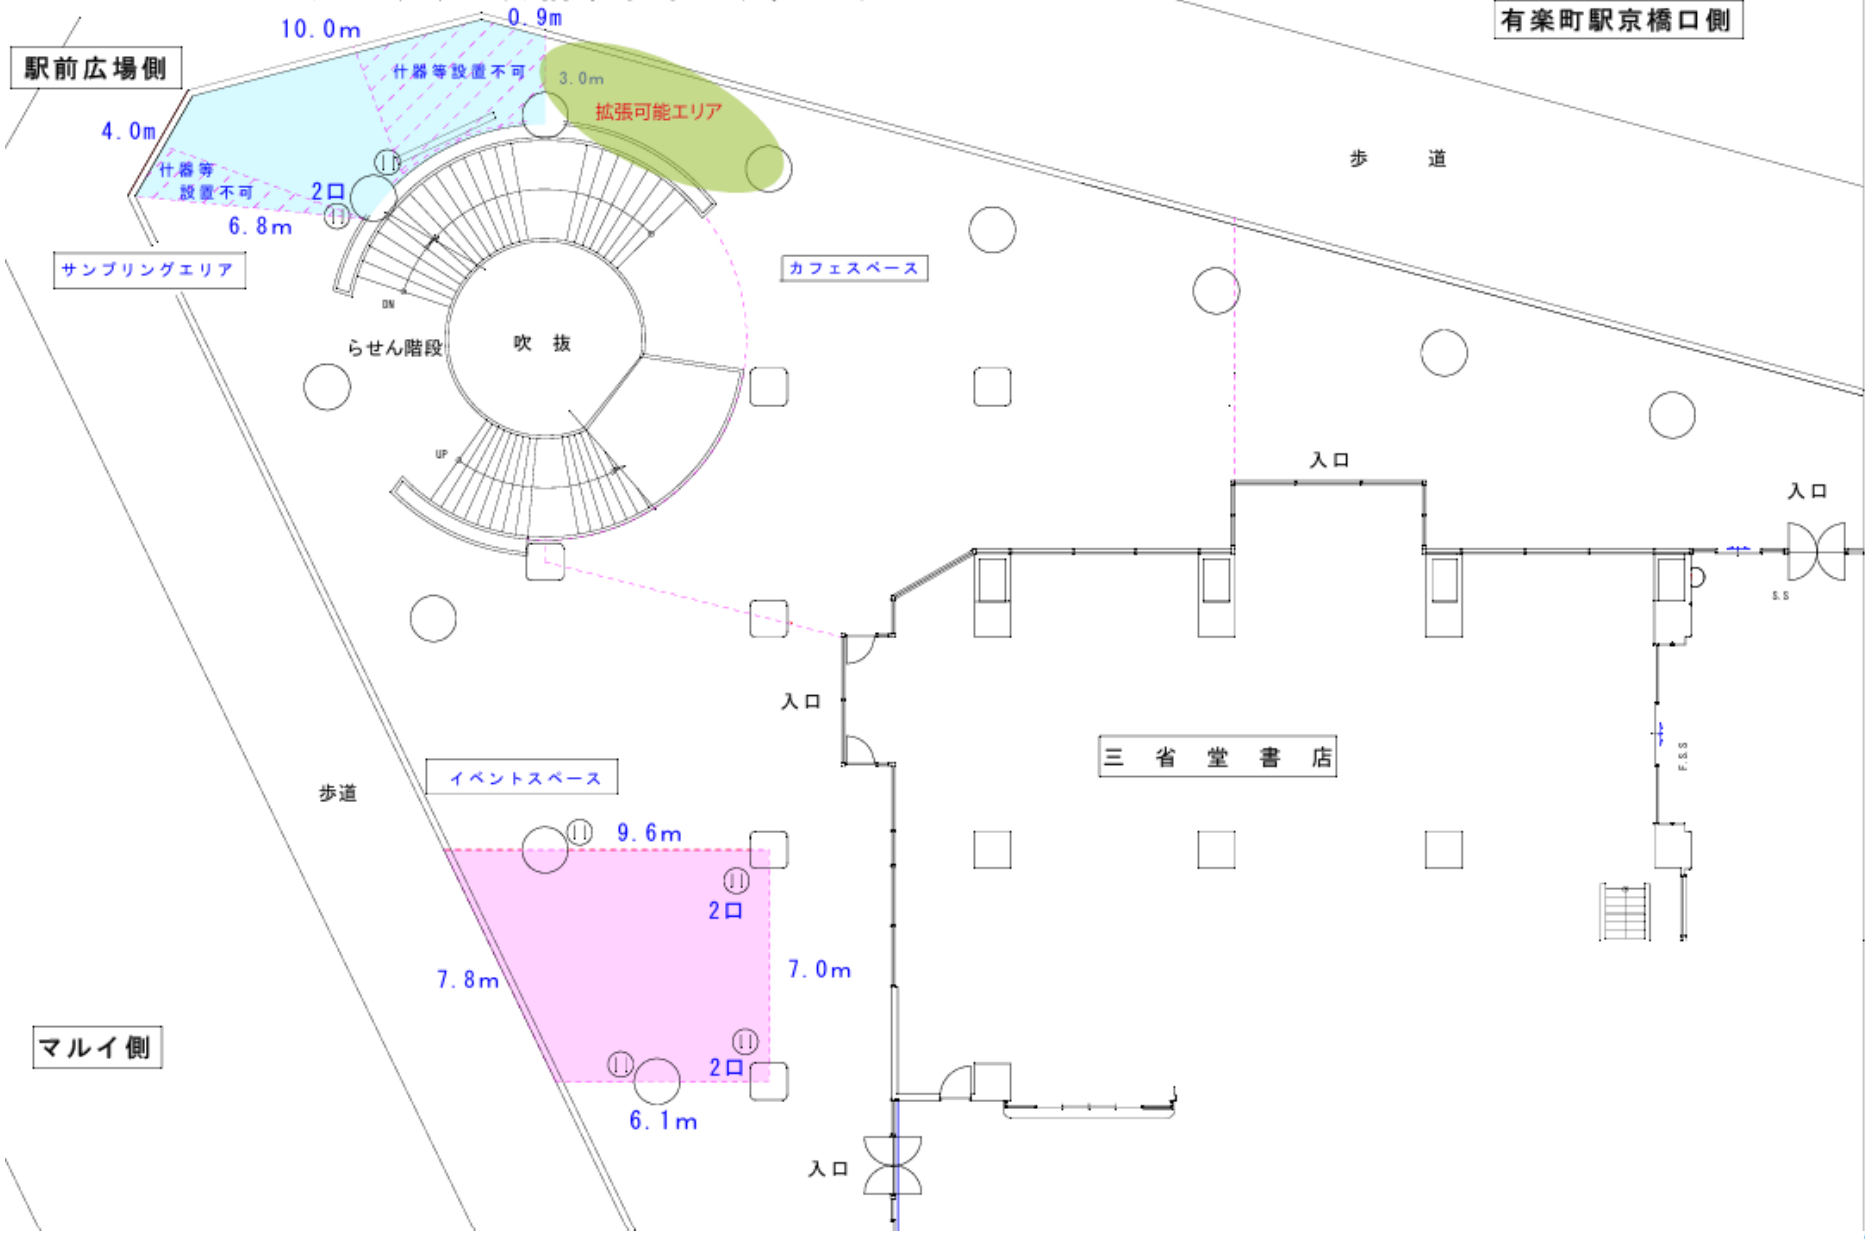 有楽町駅京橋口側
10.0m
0.9m
駅前広場側
什器等設置不可
3.0m
拡張可能エリア
4.0m
什器等
設置不可
2口
6.8m
歩 道
サンプリングエリア
カフェスペース
DN
らせん階段
吹 抜
UP
入口
入口
S.S
入口
三 省 堂 書 店
F.S.S
イベントスペース
歩道
9.6m
2口
7.8m
7.0m
マルイ側
2口
6.1m
入口